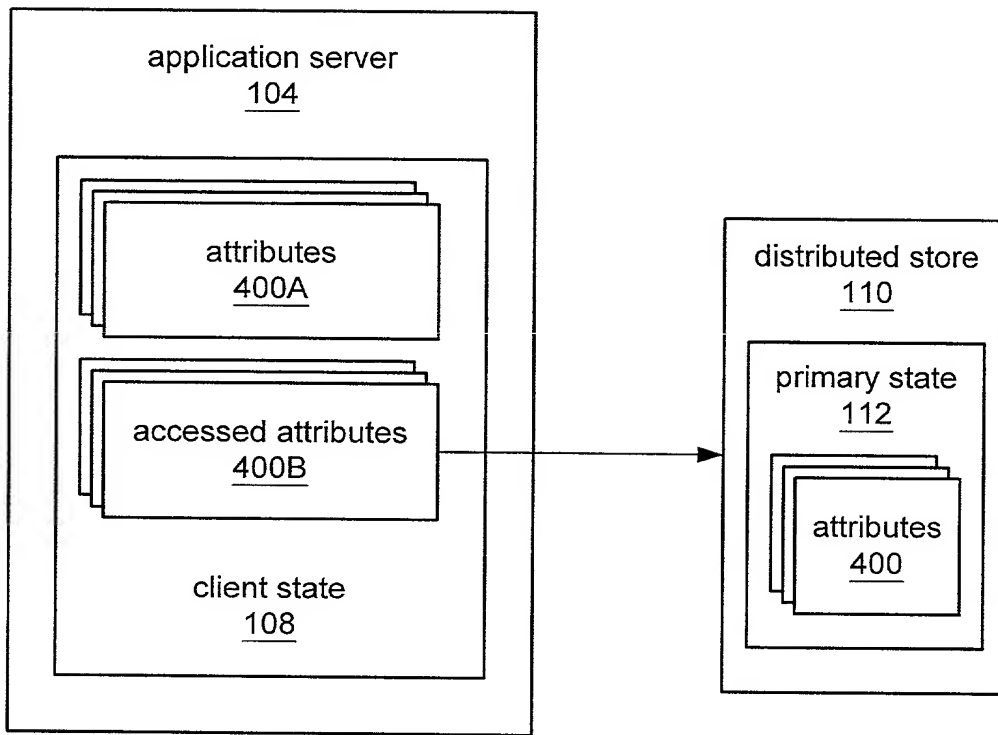 application server
104
attributes
400A
accessed attributes
400B
client state
108
distributed store
110
primary state
112
attributes
400